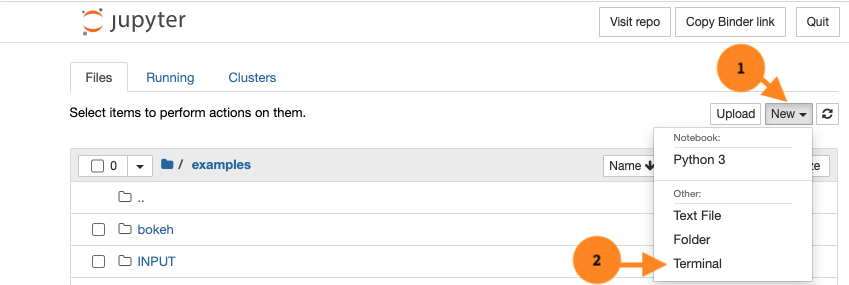 jupyter
Visit repo Copy Binder link Quit
1
Files Running Clusters
Select items to perform actions on them.
Upload New
Notebook:
0 / examples Name Python 3 ze
Other:
..
Text File
bokeh
Folder
2 Terminal
INPUT